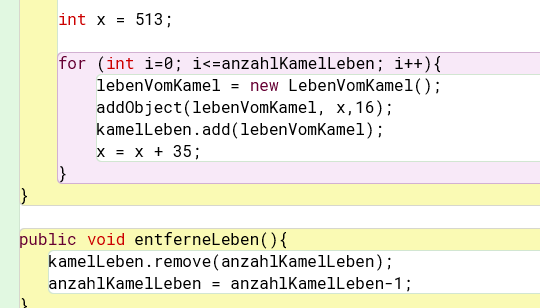 int x = 513;
for (int i=0; i<=anzahlKamelLeben; i++){
lebenVomKamel = new LebenVomKamel();
addObject(lebenVomKamel, x,16);
kamelLeben.add(lebenVomKamel);
x = x + 35;
}
}
public void entferneLeben(){
kamelLeben.remove(anzahlKamelLeben);
anzahlKamelLeben = anzahlKamelLeben-1;
}